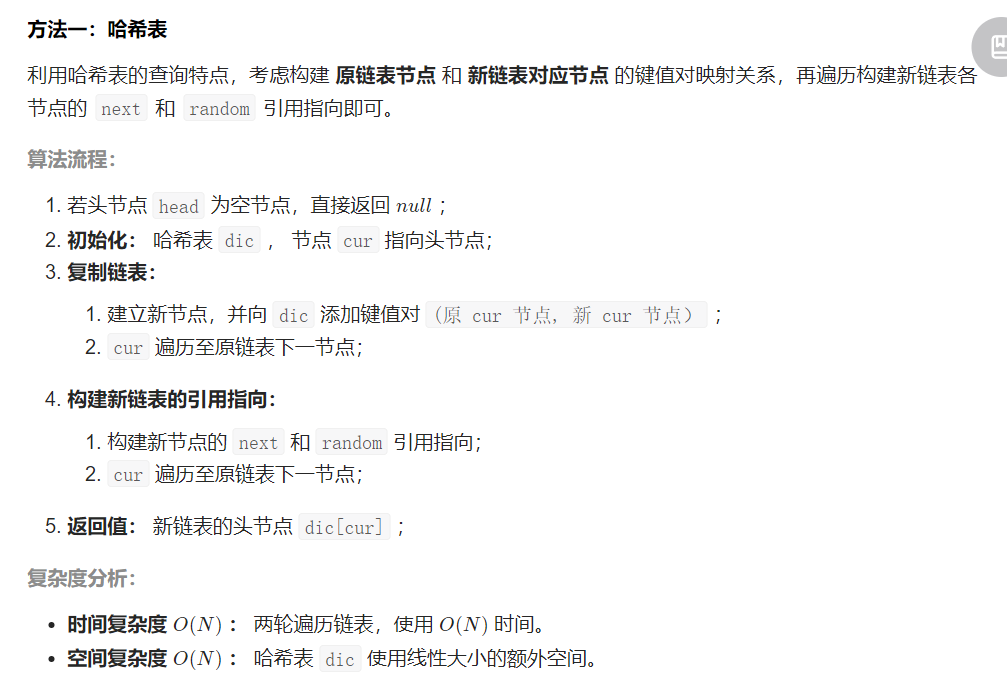 方法一：哈希表
利用哈希表的查询特点，考虑构建 原链表节点 和 新链表对应节点 的键值对映射关系，再遍历构建新链表各
节点的 next 和 random 引用指向即可。
算法流程：
1. 若头节点 head 为空节点，直接返回 null ；
2. 初始化： 哈希表 dic ， 节点 cur 指向头节点；
3. 复制链表：
1. 建立新节点，并向 dic 添加键值对 （原 cur 节点, 新 cur 节点） ；
2. cur 遍历至原链表下一节点；
4. 构建新链表的引用指向：
1. 构建新节点的 next 和 random 引用指向；
2. cur 遍历至原链表下一节点；
5. 返回值： 新链表的头节点 dic[cur] ；
复杂度分析：
• 时间复杂度 O(N) ： 两轮遍历链表，使用 O(N) 时间。
• 空间复杂度 O(N) ： 哈希表 dic 使用线性大小的额外空间。